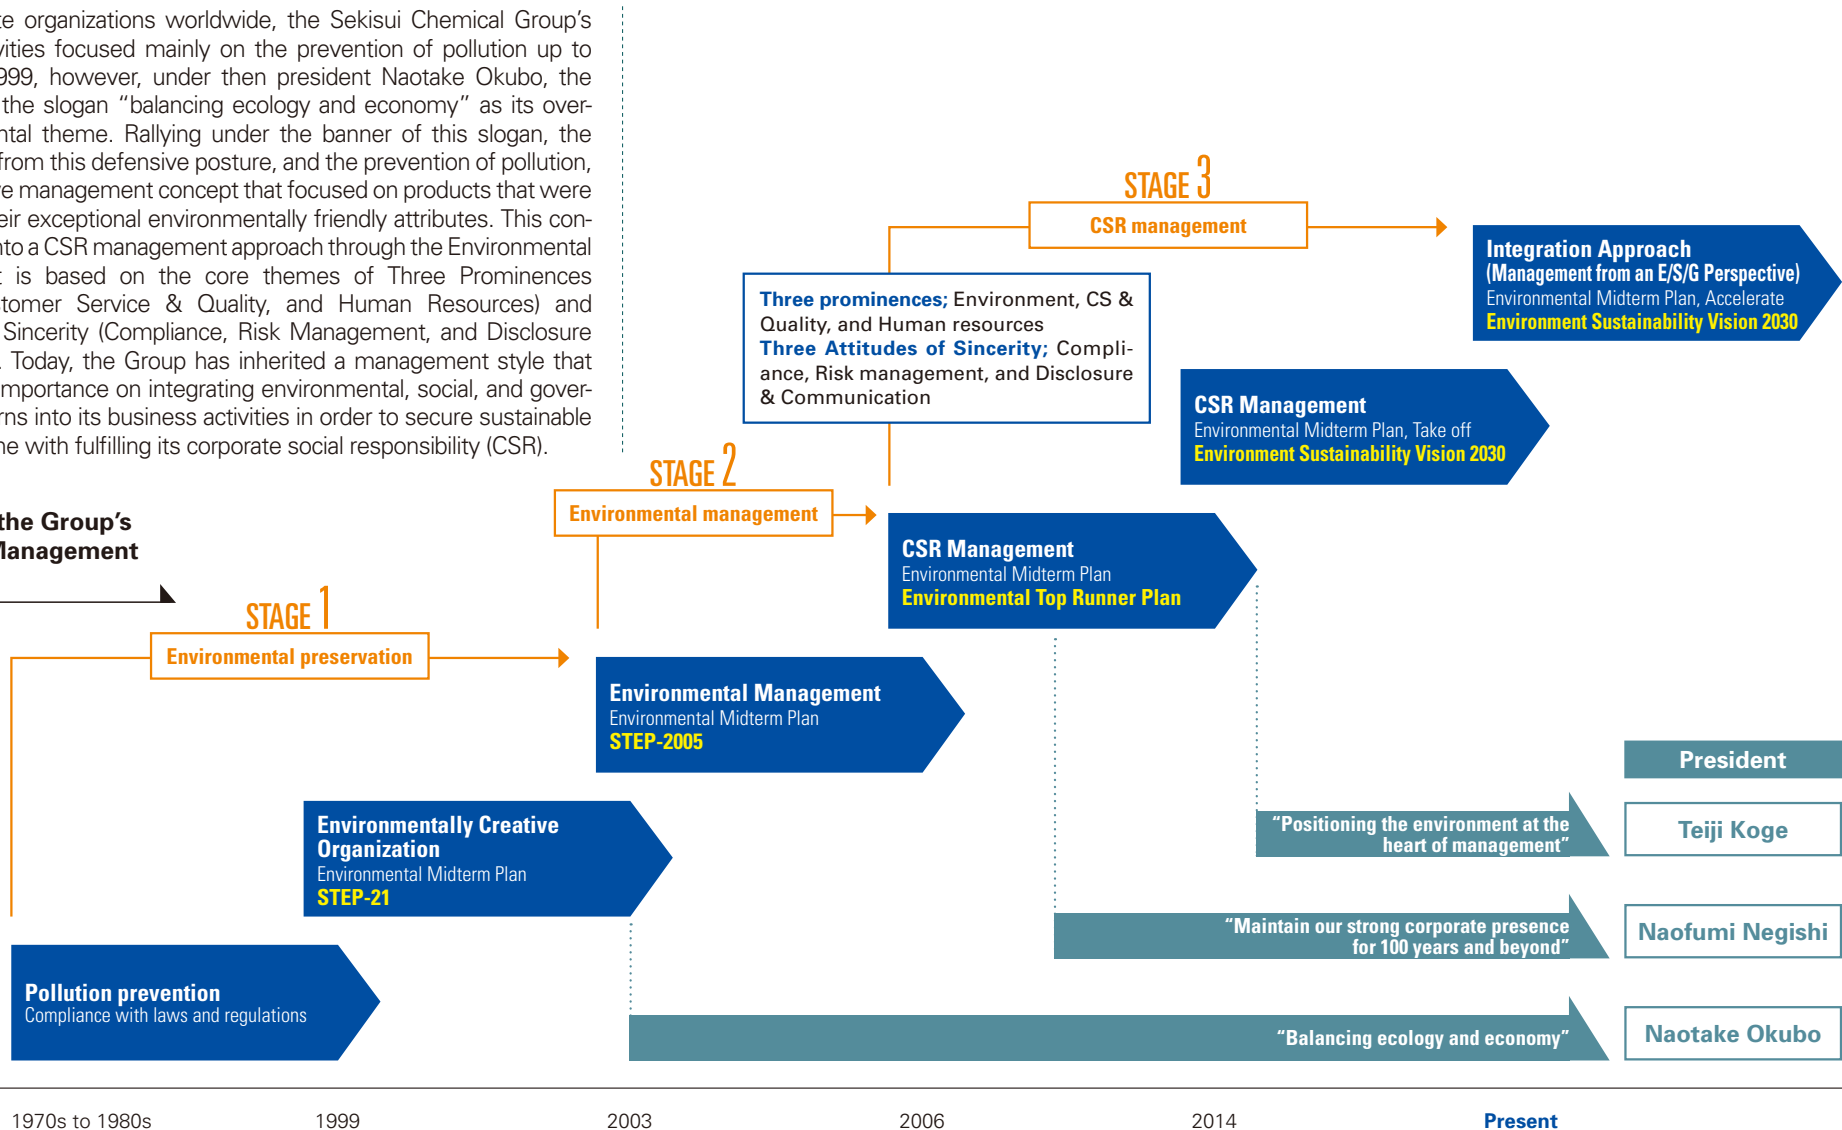 te organizations worldwide, the Sekisui Chemical Group’s
vities focused mainly on the prevention of pollution up to
999, however, under then president Naotake Okubo, the
the slogan “balancing ecology and economy” as its over-
ntal theme. Rallying under the banner of this slogan, the
from this defensive posture, and the prevention of pollution,
ve management concept that focused on products that were
eir exceptional environmentally friendly attributes. This con-
nto a CSR management approach through the Environmental
t is based on the core themes of Three Prominences
stomer Service & Quality, and Human Resources) and
Sincerity (Compliance, Risk Management, and Disclosure
. Today, the Group has inherited a management style that
importance on integrating environmental, social, and gover-
rns into its business activities in order to secure sustainable
ne with fulfilling its corporate social responsibility (CSR).
the Group’s
Management
STAGE 1
Environmental preservation
STAGE 2
Environmental management
STAGE 3
CSR management
Three prominences; Environment, CS &
Quality, and Human resources
Three Attitudes of Sincerity; Compli-
ance, Risk management, and Disclosure
& Communication
Integration Approach
(Management from an E/S/G Perspective)
Environmental Midterm Plan, Accelerate
Environment Sustainability Vision 2030
CSR Management
Environmental Midterm Plan, Take off
Environment Sustainability Vision 2030
CSR Management
Environmental Midterm Plan
Environmental Top Runner Plan
Environmental Management
Environmental Midterm Plan
STEP-2005
Environmentally Creative
Organization
Environmental Midterm Plan
STEP-21
Pollution prevention
Compliance with laws and regulations
President
“Positioning the environment at the
heart of management”
Teiji Koge
“Maintain our strong corporate presence
for 100 years and beyond”
Naofumi Negishi
“Balancing ecology and economy”
Naotake Okubo
1970s to 1980s
1999
2003
2006
2014
Present